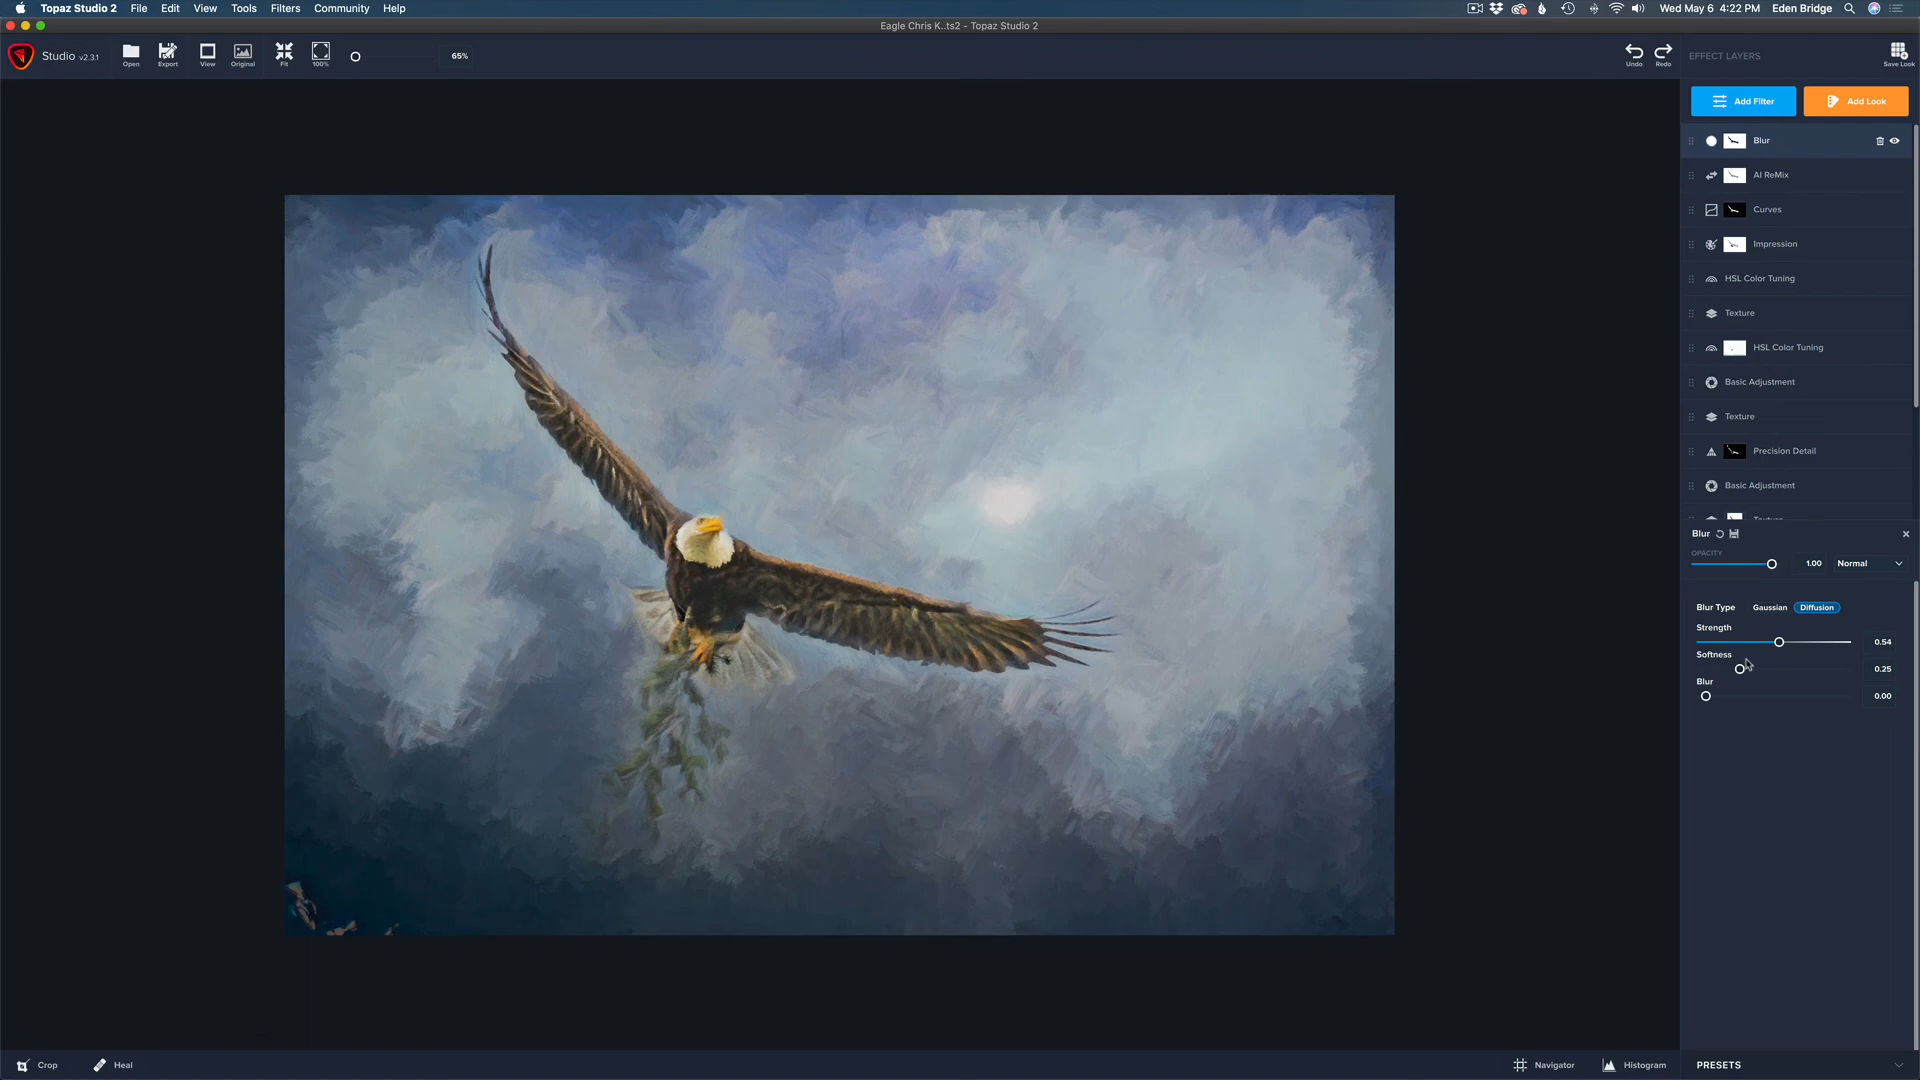 Topaz Studio 2 File Edit View Tools Filters Community Help Wed May 6 4:22 PM Eden Bridge
Eagle Chris K..ts2 - Topaz Studio 2
Studio v2.3.1
Open
Export
View
Original
Fit
100%
65%
Undo
Redo
EFFECT LAYERS
Save Look
Add Filter
Add Look
Blur
AI ReMix
Curves
Impression
HSL Color Tuning
Texture
HSL Color Tuning
Basic Adjustment
Texture
Precision Detail
Basic Adjustment
Texture
Blur
OPACITY
1.00 Normal
Blur Type Gaussian Diffusion
Strength
0.54
Softness
0.25
Blur
0.00
Crop Heal Navigator Histogram PRESETS